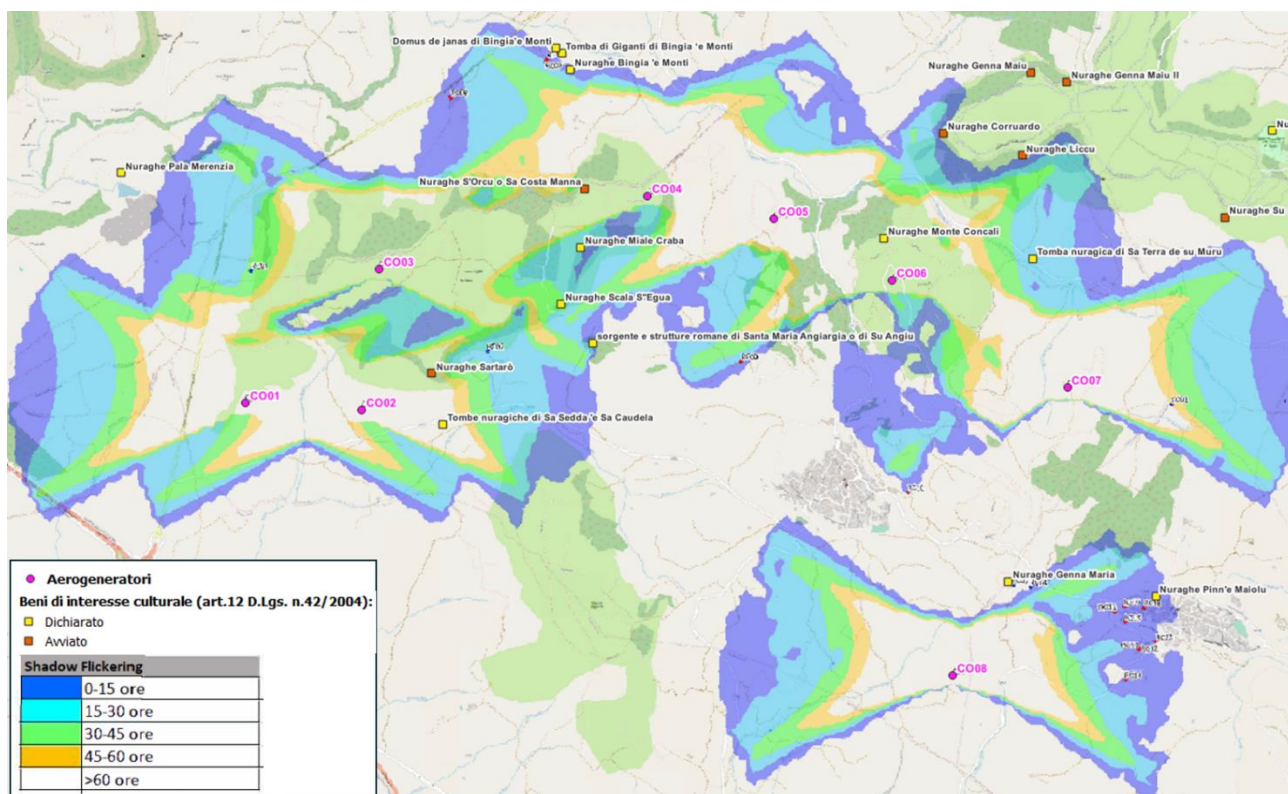 Domus de janas di Bingia'e Monti
Tomba di Giganti di Bingia 'e Monti
Nuraghe Bingia 'e Monti
Nuraghe Genna Maiu
Nuraghe Genna Maiu II
Nuraghe Corruardo
Nu
Nuraghe Liccu
Nuraghe Pala Merenzia
Nuraghe S'Orcu o Sa Costa Manna
CO04
CO05
Nuraghe Su
Nuraghe Miale Craba
Nuraghe Monte Concali
Tomba nuragica di Sa Terra de su Muru
CO03
CO06
Nuraghe Scala S"Egua
sorgente e strutture romane di Santa Maria Angiargia o di Su Angiu
Nuraghe Sartarò
CO07
CO01
CO02
Tombe nuragiche di Sa Sedda 'e Sa Caudela
Nuraghe Genna Maria
Nuraghe Pinn'e Maiolu
CO08
Aerogeneratori
Beni di interesse culturale (art.12 D.Lgs. n.42/2004):
Dichiarato
Avviato
Shadow Flickering
0-15 ore
15-30 ore
30-45 ore
45-60 ore
>60 ore